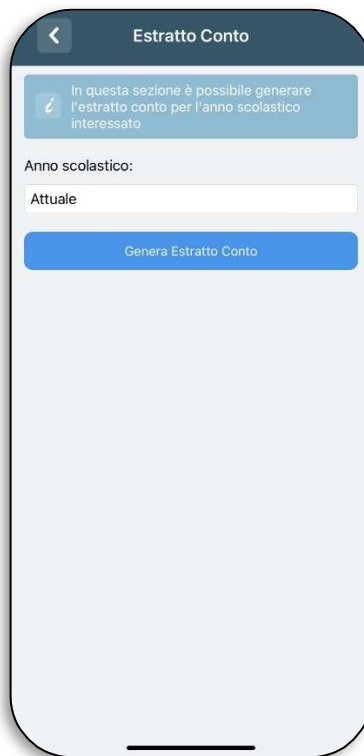 Estratto Conto
In questa sezione è possibile generare
l'estratto conto per l'anno scolastico
interessato
Anno scolastico:
Attuale
Genera Estratto Conto